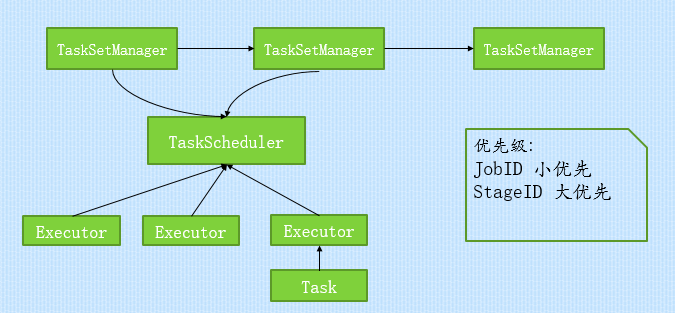 TaskSetManager
TaskSetManager
TaskSetManager
TaskScheduler
优先级:
JobID 小优先
StageID 大优先
Executor
Executor
Executor
Task